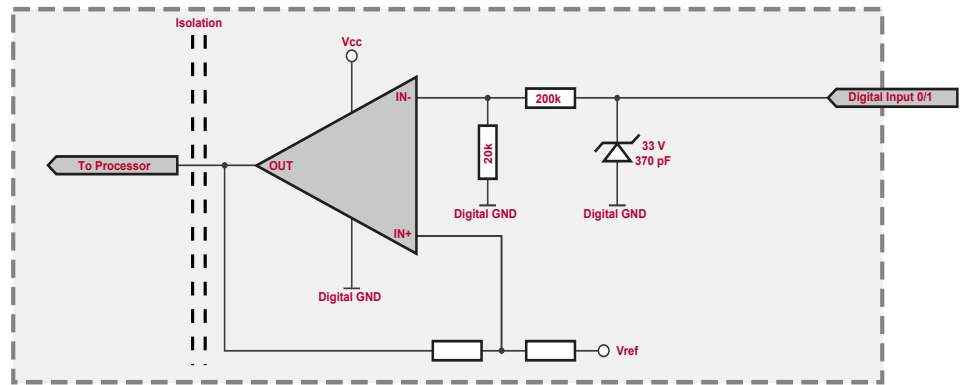 Isolation
Vcc
IN-
200k
Digital Input 0/1
20k
33 V
370 pF
To Processor
OUT
Digital GND
Digital GND
IN+
Digital GND
Vref